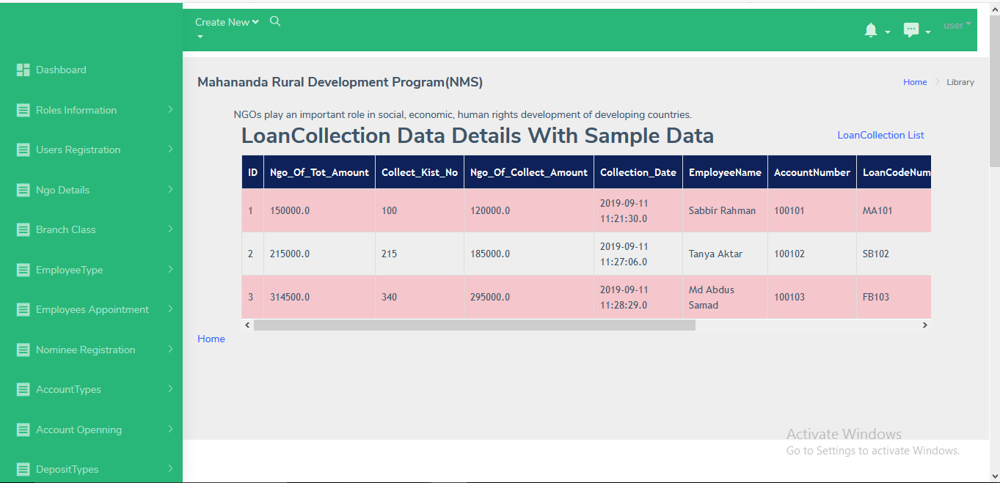 Create New
user
Dashboard
Roles Information
Users Registration
Ngo Details
Branch Class
EmployeeType
Employees Appointment
Nominee Registration
AccountTypes
Account Openning
DepositTypes
Mahananda Rural Development Program(NMS)
Home Library
NGOs play an important role in social, economic, human rights development of developing countries.
LoanCollection Data Details With Sample Data
LoanCollection List
ID Ngo_Of_Tot_Amount Collect_Kist_No Ngo_Of_Collect_Amount Collection_Date EmployeeName AccountNumber LoanCodeNum
1 150000.0 100 120000.0 2019-09-11 11:21:30.0 Sabbir Rahman 100101 MA101
2 215000.0 215 185000.0 2019-09-11 11:27:06.0 Tanya Aktar 100102 SB102
3 314500.0 340 295000.0 2019-09-11 11:28:29.0 Md Abdus Samad 100103 FB103
Home
Activate Windows
Go to Settings to activate Windows.